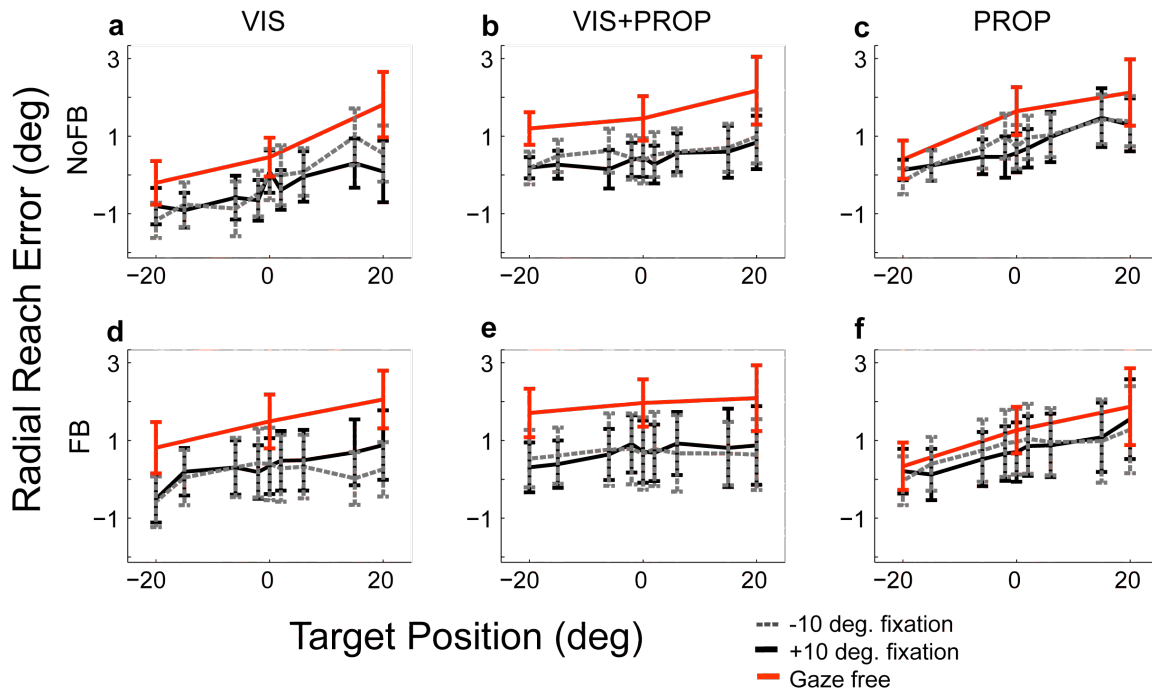 VIS
VIS+PROP
PROP
Radial Reach Error (deg)
NoFB
FB
a
3
1
−1
−20
0
20
b
3
1
−1
−20
0
20
c
3
1
−1
−20
0
20
d
3
1
−1
−20
0
20
e
3
1
−1
−20
0
20
f
3
1
−1
−20
0
20
Target Position (deg)
-10 deg. fixation
+10 deg. fixation
Gaze free